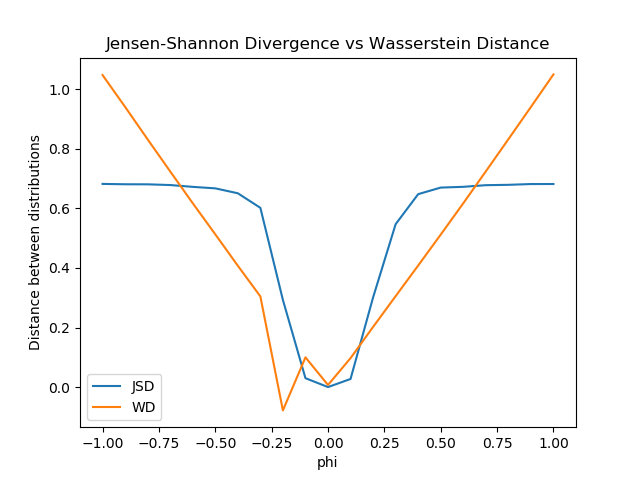 Jensen-Shannon Divergence vs Wasserstein Distance
Distance between distributions
1.0
0.8
0.6
0.4
0.2
0.0
JSD
WD
−1.00 −0.75 −0.50 −0.25 0.00 0.25 0.50 0.75 1.00
phi